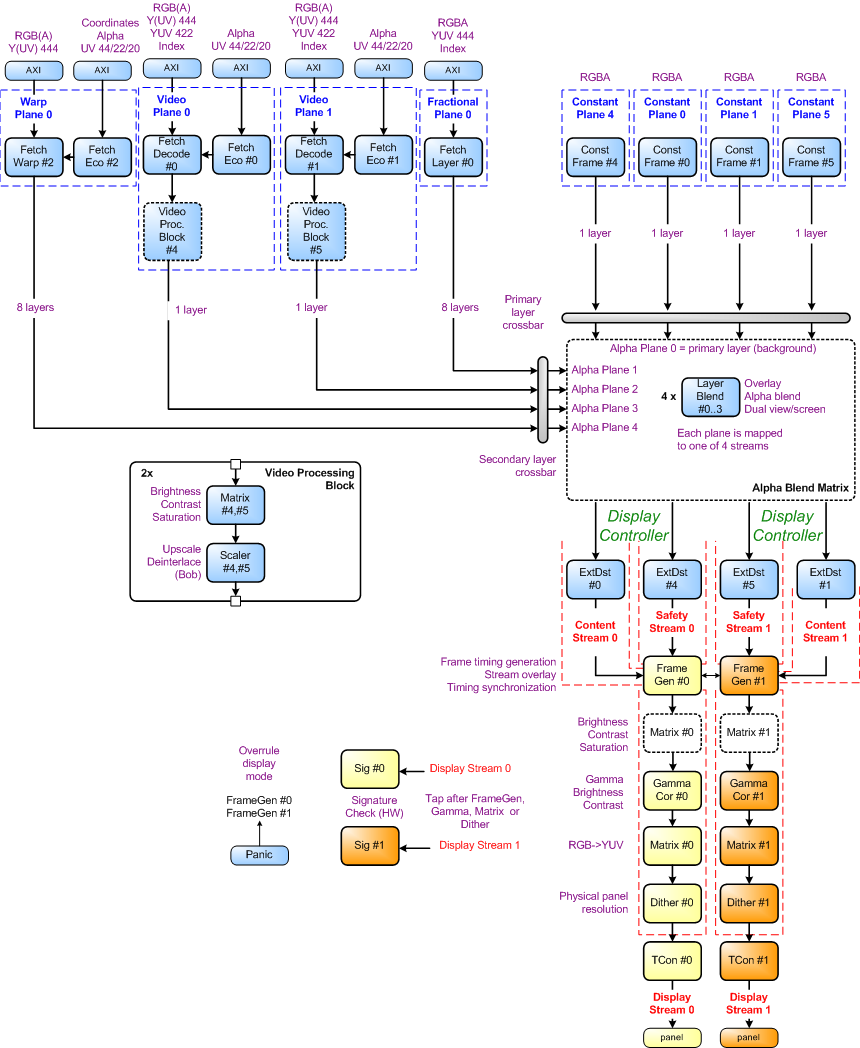 RGB(A)
Y(UV) 444
Coordinates
Alpha
UV 44/22/20
RGB(A)
Y(UV) 444
YUV 422
Index
Alpha
UV 44/22/20
RGB(A)
Y(UV) 444
YUV 422
Index
Alpha
UV 44/22/20
RGBA
YUV 444
Index
AXI
AXI
AXI
AXI
AXI
AXI
AXI
RGBA
RGBA
RGBA
RGBA
Warp
Plane 0
Video
Plane 0
Video
Plane 1
Fractional
Plane 0
Constant
Plane 4
Constant
Plane 0
Constant
Plane 1
Constant
Plane 5
Fetch
Warp #2
Fetch
Eco #2
Fetch
Decode
#0
Fetch
Eco #0
Fetch
Decode
#1
Fetch
Eco #1
Fetch
Layer #0
Const
Frame #4
Const
Frame #0
Const
Frame #1
Const
Frame #5
Video
Proc.
Block
#4
Video
Proc.
Block
#5
1 layer
1 layer
1 layer
1 layer
8 layers
1 layer
1 layer
8 layers
Primary
layer
crossbar
Alpha Plane 0 = primary layer (background)
Alpha Plane 1
Alpha Plane 2
Alpha Plane 3
Alpha Plane 4
4 x
Layer
Blend
#0..3
Overlay
Alpha blend
Dual view/screen
Each plane is mapped
to one of 4 streams
Alpha Blend Matrix
Secondary layer
crossbar
2x
Video Processing
Block
Brightness
Contrast
Saturation
Matrix
#4,#5
Upscale
Deinterlace
(Bob)
Scaler
#4,#5
Display
Controller
Display
Controller
ExtDst
#0
ExtDst
#4
ExtDst
#5
ExtDst
#1
Content
Stream 0
Safety
Stream 0
Safety
Stream 1
Content
Stream 1
Frame timing generation
Stream overlay
Timing synchronization
Frame
Gen #0
Frame
Gen #1
Brightness
Contrast
Saturation
Matrix #0
Matrix #1
Gamma
Brightness
Contrast
Gamma
Cor #0
Gamma
Cor #1
RGB->YUV
Matrix #0
Matrix #1
Physical panel
resolution
Dither #0
Dither #1
TCon #0
TCon #1
Display
Stream 0
Display
Stream 1
panel
panel
Overrule
display
mode
FrameGen #0
FrameGen #1
Panic
Sig #0
Display Stream 0
Signature
Check (HW)
Tap after FrameGen,
Gamma, Matrix or
Dither
Sig #1
Display Stream 1